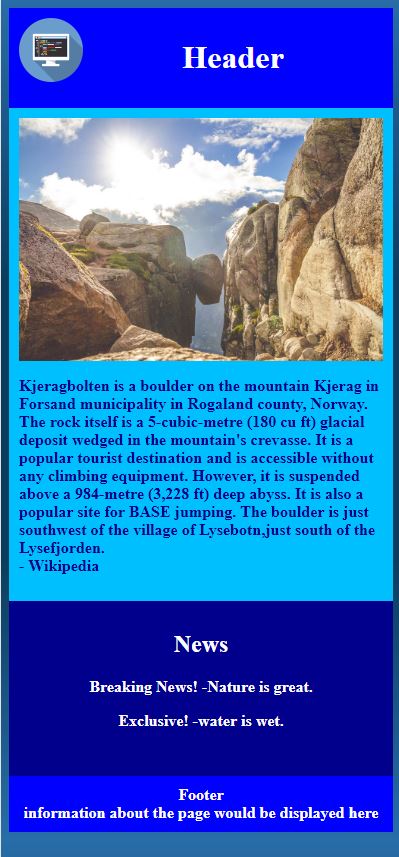 Header
Kjeragbolten is a boulder on the mountain Kjerag in
Forsand municipality in Rogaland county, Norway.
The rock itself is a 5-cubic-metre (180 cu ft) glacial
deposit wedged in the mountain's crevasse. It is a
popular tourist destination and is accessible without
any climbing equipment. However, it is suspended
above a 984-metre (3,228 ft) deep abyss. It is also a
popular site for BASE jumping. The boulder is just
southwest of the village of Lysebotn,just south of the
Lysefjorden.
- Wikipedia
News
Breaking News! -Nature is great.
Exclusive! -water is wet.
Footer
information about the page would be displayed here